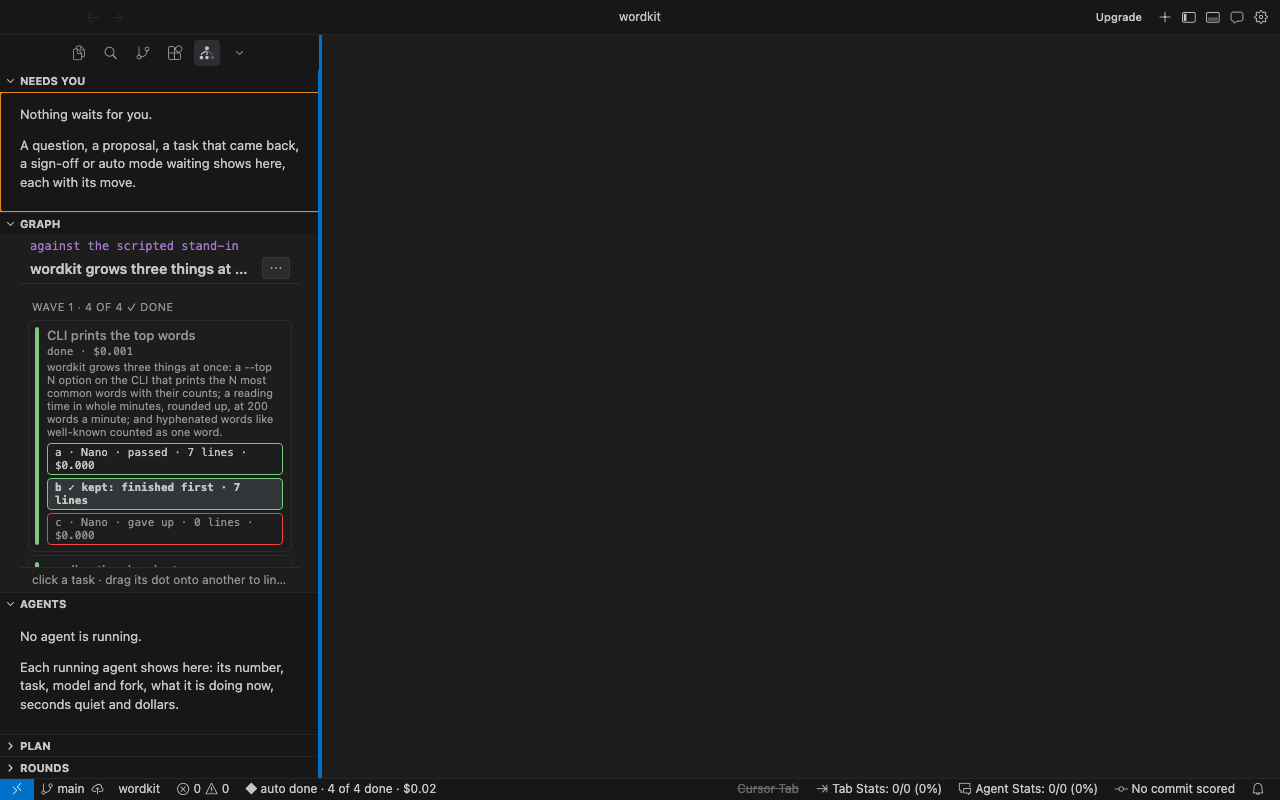 wordkit
Upgrade
NEEDS YOU
Nothing waits for you.
A question, a proposal, a task that came back,
a sign-off or auto mode waiting shows here,
each with its move.
GRAPH
against the scripted stand-in
wordkit grows three things at ...
WAVE 1 · 4 OF 4 ✓ DONE
CLI prints the top words
done · $0.001
wordkit grows three things at once: a --top
N option on the CLI that prints the N most
common words with their counts; a reading
time in whole minutes, rounded up, at 200
words a minute; and hyphenated words like
well-known counted as one word.
a · Nano · passed · 7 lines ·
$0.000
b ✓ kept: finished first · 7
lines
c · Nano · gave up · 0 lines ·
$0.000
click a task · drag its dot onto another to lin...
AGENTS
No agent is running.
Each running agent shows here: its number,
task, model and fork, what it is doing now,
seconds quiet and dollars.
PLAN
ROUNDS
main wordkit 0 0 auto done · 4 of 4 done · $0.02 Cursor Tab Tab Stats: 0/0 (0%) Agent Stats: 0/0 (0%) No commit scored